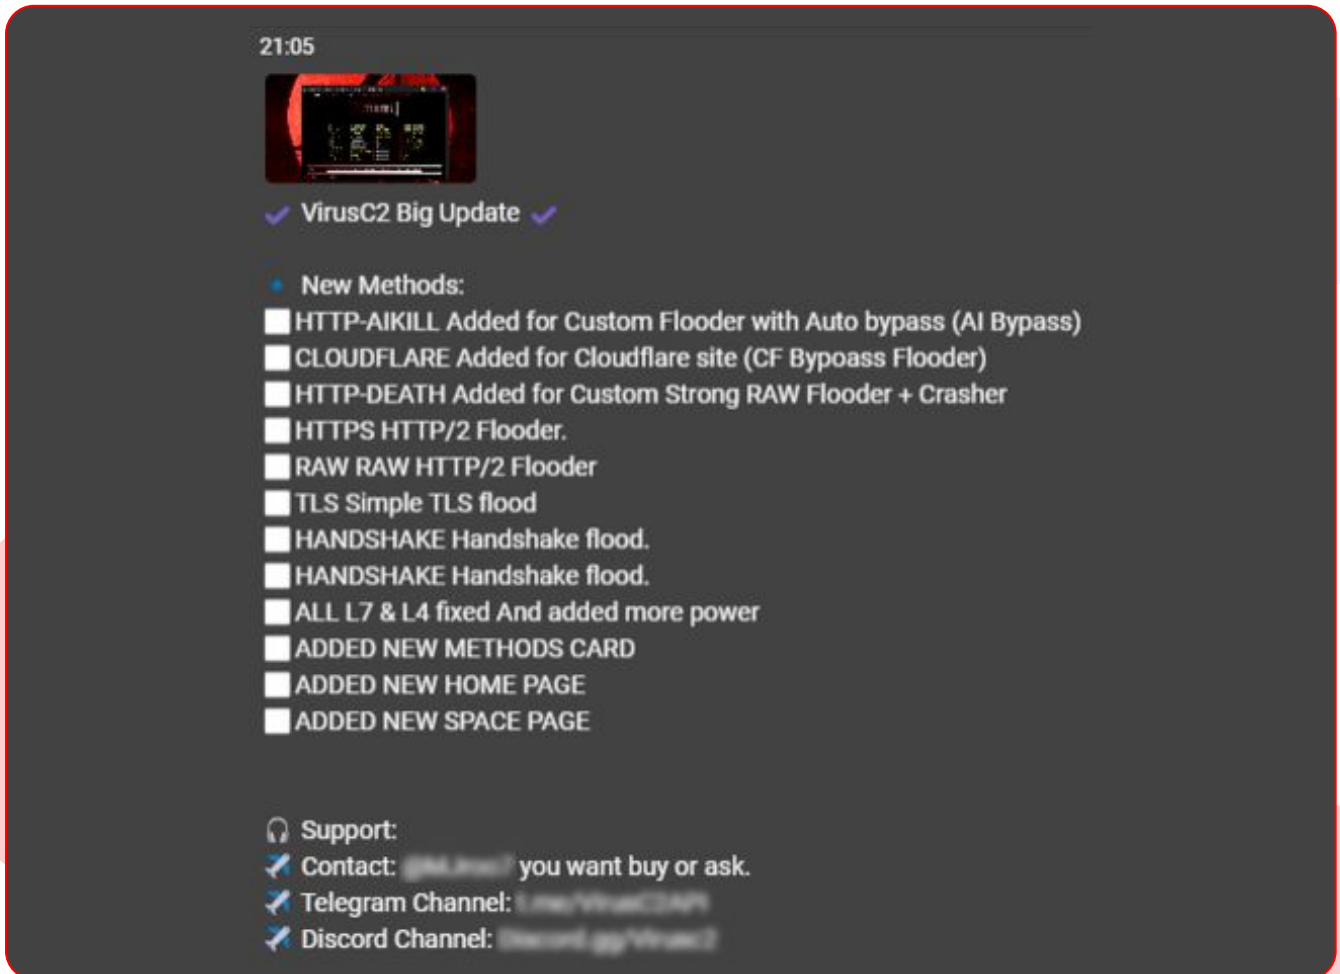 21:05
VirusC2 Big Update
New Methods:
HTTP-AIKILL Added for Custom Flooder with Auto bypass (AI Bypass)
CLOUDFLARE Added for Cloudflare site (CF Bypoass Flooder)
HTTP-DEATH Added for Custom Strong RAW Flooder + Crasher
HTTPS HTTP/2 Flooder.
RAW RAW HTTP/2 Flooder
TLS Simple TLS flood
HANDSHAKE Handshake flood.
HANDSHAKE Handshake flood.
ALL L7 & L4 fixed And added more power
ADDED NEW METHODS CARD
ADDED NEW HOME PAGE
ADDED NEW SPACE PAGE
Support:
Contact: you want buy or ask.
Telegram Channel:
Discord Channel: